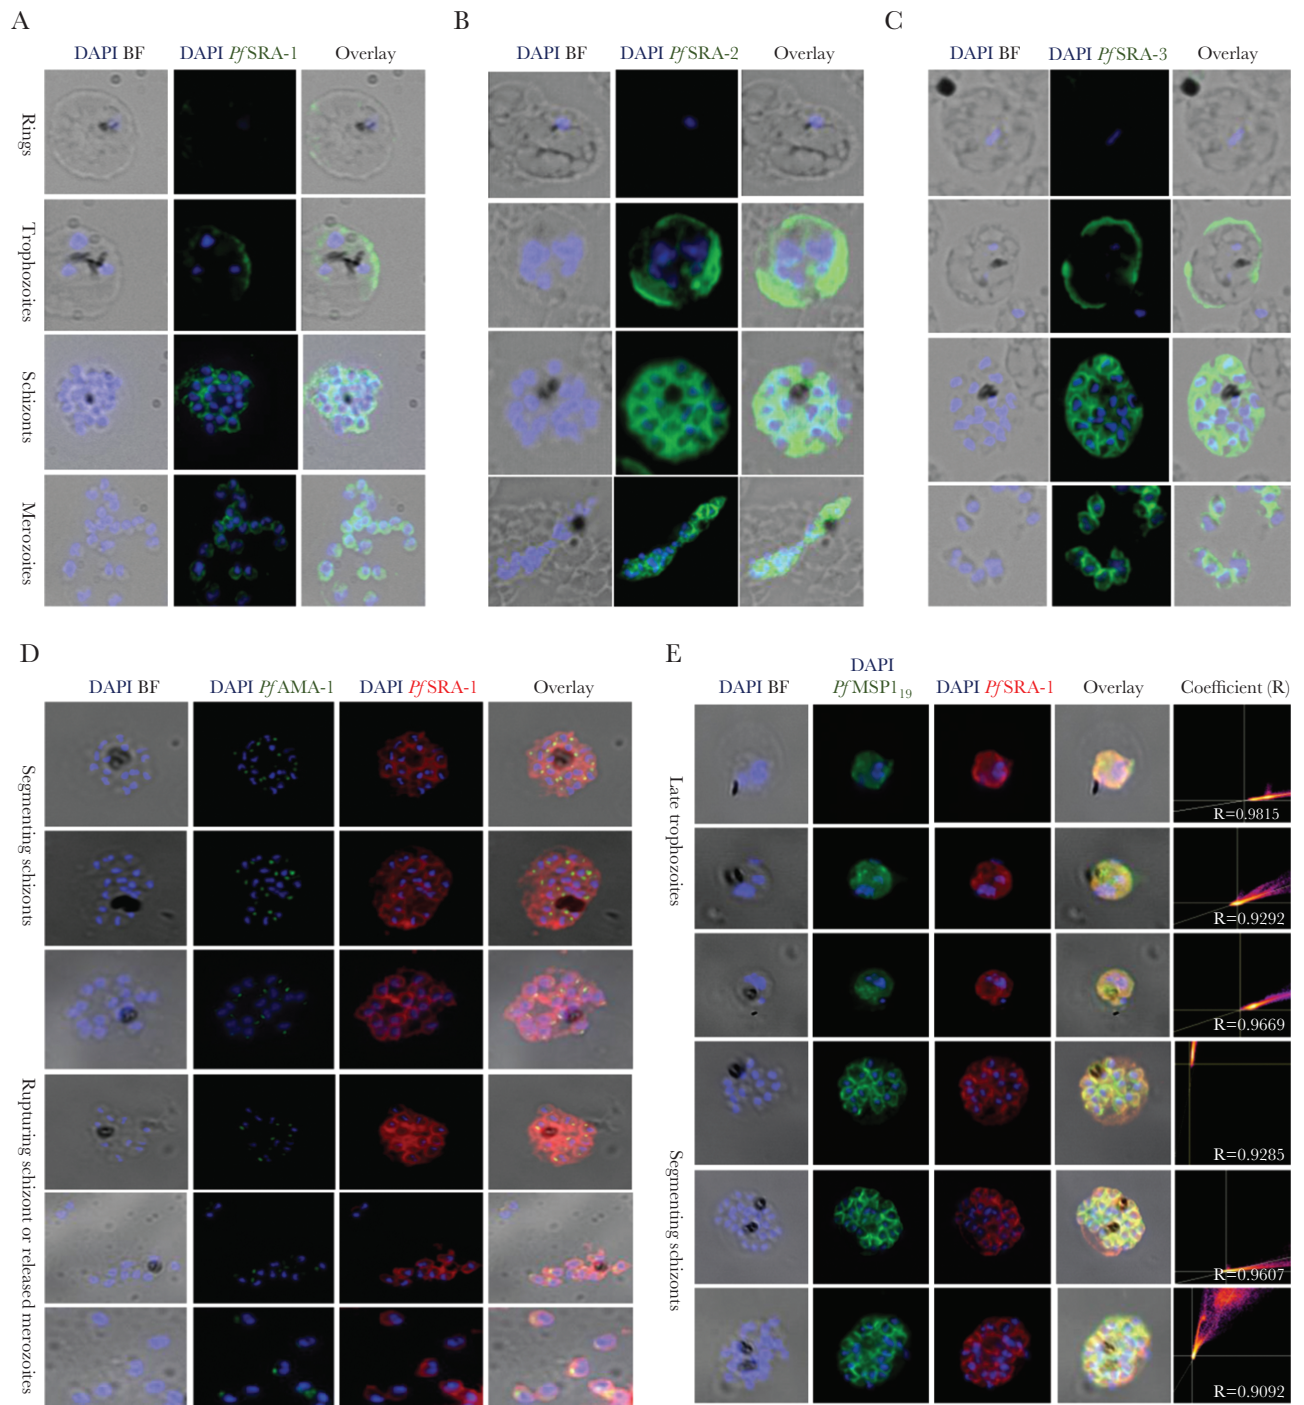 A
DAPI BF
DAPI PfSRA-1
Overlay
Rings
Trophozoites
Schizonts
Merozoites
B
DAPI BF
DAPI PfSRA-2
Overlay
C
DAPI BF
DAPI PfSRA-3
Overlay
D
DAPI BF
DAPI PfAMA-1
DAPI PfSRA-1
Overlay
Segmenting schizonts
Rupturing schizont or released merozoites
E
DAPI BF
DAPI
PfMSP1₁₉
DAPI PfSRA-1
Overlay
Coefficient (R)
Late trophozoites
Segmenting schizonts
R=0.9815
R=0.9292
R=0.9669
R=0.9285
R=0.9607
R=0.9092